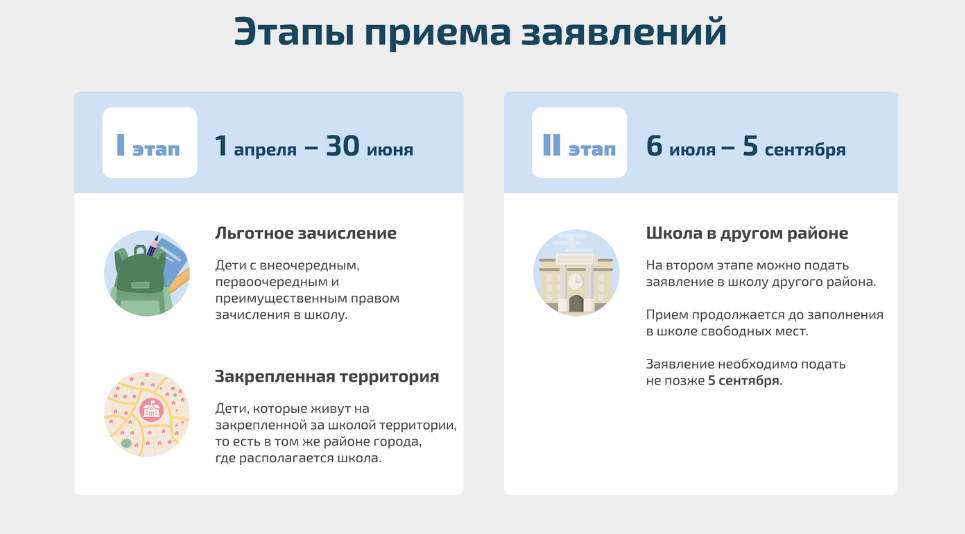 Этапы приема заявлений
I этап
1 апреля – 30 июня
Льготное зачисление
Дети с внеочередным,
первоочередным и
преимущественным правом
зачисления в школу.
Закрепленная территория
Дети, которые живут на
закрепленной за школой территории,
то есть в том же районе города,
где располагается школа.
II этап
6 июля – 5 сентября
Школа в другом районе
На втором этапе можно подать
заявление в школу другого района.
Прием продолжается до заполнения
в школе свободных мест.
Заявление необходимо подать
не позже 5 сентября.